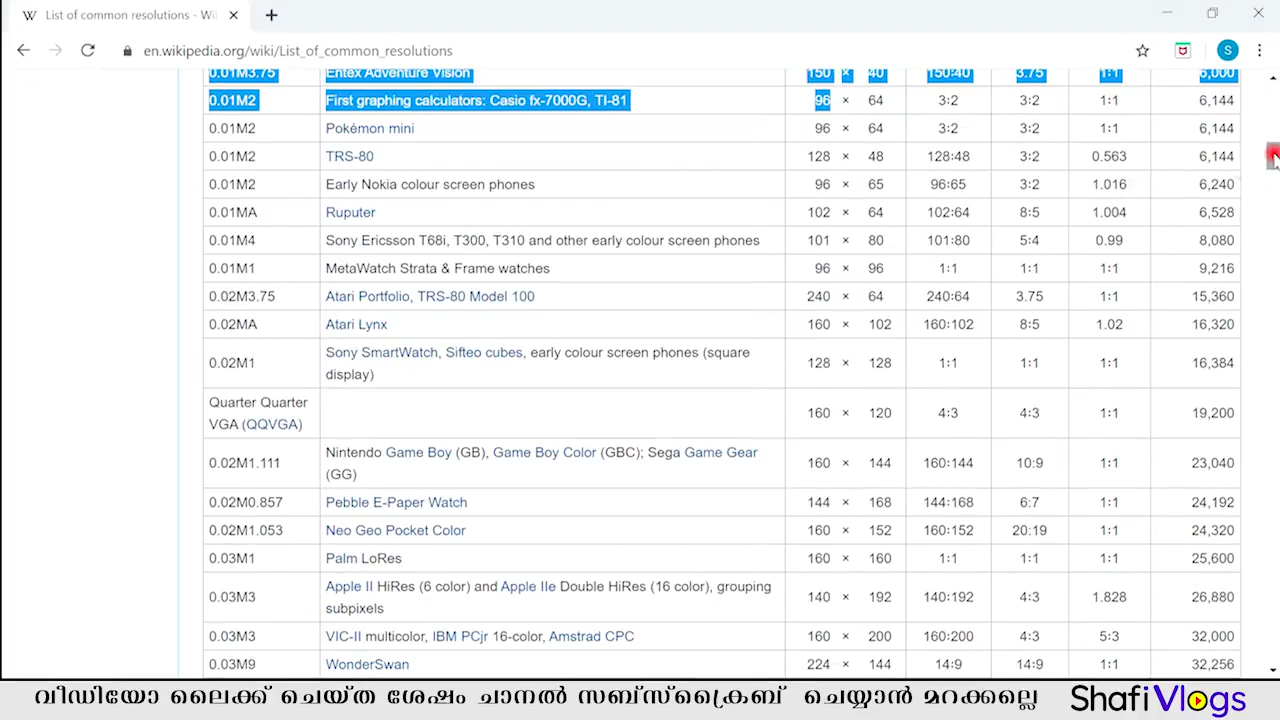 List of common resolutions - Wi
en.wikipedia.org/wiki/List_of_common_resolutions
S
0.01M3.75 Entex Adventure Vision 150 × 40 150:40 3.75 1:1 6,000
0.01M2 First graphing calculators: Casio fx-7000G, TI-81 96 × 64 3:2 3:2 1:1 6,144
0.01M2 Pokémon mini 96 × 64 3:2 3:2 1:1 6,144
0.01M2 TRS-80 128 × 48 128:48 3:2 0.563 6,144
0.01M2 Early Nokia colour screen phones 96 × 65 96:65 3:2 1.016 6,240
0.01MA Ruputer 102 × 64 102:64 8:5 1.004 6,528
0.01M4 Sony Ericsson T68i, T300, T310 and other early colour screen phones 101 × 80 101:80 5:4 0.99 8,080
0.01M1 MetaWatch Strata & Frame watches 96 × 96 1:1 1:1 1:1 9,216
0.02M3.75 Atari Portfolio, TRS-80 Model 100 240 × 64 240:64 3.75 1:1 15,360
0.02MA Atari Lynx 160 × 102 160:102 8:5 1.02 16,320
0.02M1 Sony SmartWatch, Sifteo cubes, early colour screen phones (square
display) 128 × 128 1:1 1:1 1:1 16,384
Quarter Quarter
VGA (QQVGA) 160 × 120 4:3 4:3 1:1 19,200
0.02M1.111 Nintendo Game Boy (GB), Game Boy Color (GBC); Sega Game Gear
(GG) 160 × 144 160:144 10:9 1:1 23,040
0.02M0.857 Pebble E-Paper Watch 144 × 168 144:168 6:7 1:1 24,192
0.02M1.053 Neo Geo Pocket Color 160 × 152 160:152 20:19 1:1 24,320
0.03M1 Palm LoRes 160 × 160 1:1 1:1 1:1 25,600
0.03M3 Apple II HiRes (6 color) and Apple IIe Double HiRes (16 color), grouping
subpixels 140 × 192 140:192 4:3 1.828 26,880
0.03M3 VIC-II multicolor, IBM PCjr 16-color, Amstrad CPC 160 × 200 160:200 4:3 5:3 32,000
0.03M9 WonderSwan 224 × 144 14:9 14:9 1:1 32,256
വീഡിയോ ലൈക്ക് ചെയ്ത ശേഷം ചാനൽ സബ്സ്ക്രൈബ് ചെയ്യാൻ മറക്കല്ലെ
Shafi Vlogs